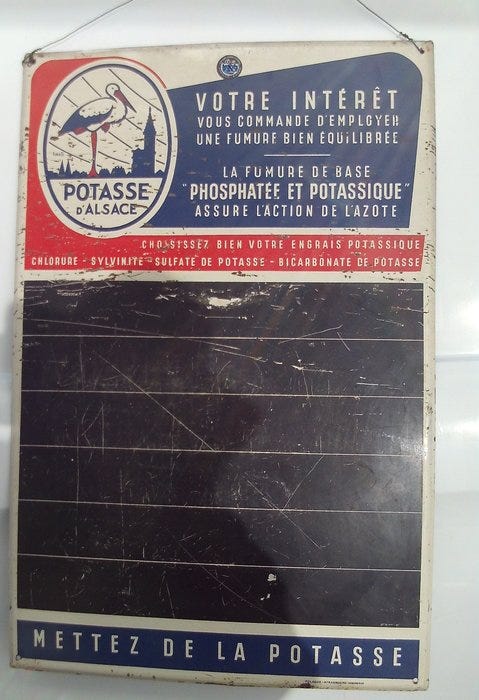 VOTRE INTÉRÊT
VOUS COMMANDE D'EMPLOYER
UNE FUMURE BIEN ÉQUILIBRÉE
LA FUMURE DE BASE
"PHOSPHATÉE ET POTASSIQUE"
ASSURE L'ACTION DE L'AZOTE
POTASSE
D'ALSACE
CHOISISSEZ BIEN VOTRE ENGRAIS POTASSIQUE
CHLORURE - SYLVINITE - SULFATE DE POTASSE - BICARBONATE DE POTASSE
METTEZ DE LA POTASSE